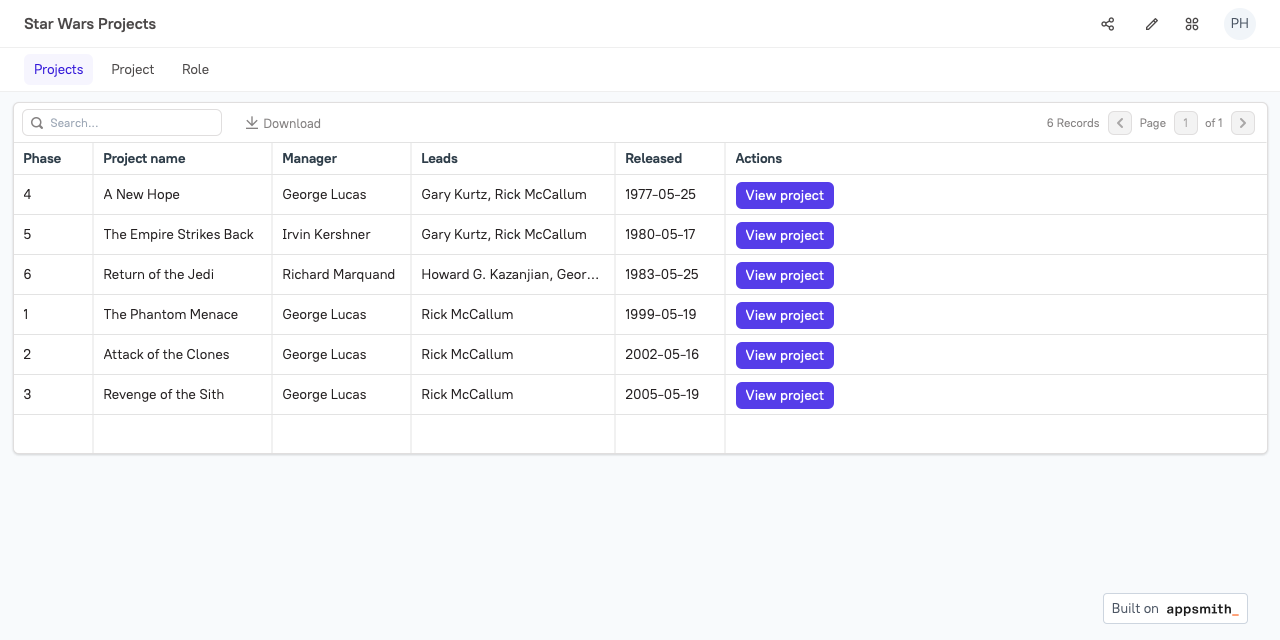 Star Wars Projects PH
Projects Project Role
Search... Download 6 Records Page 1 of 1
Phase Project name Manager Leads Released Actions
4 A New Hope George Lucas Gary Kurtz, Rick McCallum 1977-05-25 View project
5 The Empire Strikes Back Irvin Kershner Gary Kurtz, Rick McCallum 1980-05-17 View project
6 Return of the Jedi Richard Marquand Howard G. Kazanjian, Geor... 1983-05-25 View project
1 The Phantom Menace George Lucas Rick McCallum 1999-05-19 View project
2 Attack of the Clones George Lucas Rick McCallum 2002-05-16 View project
3 Revenge of the Sith George Lucas Rick McCallum 2005-05-19 View project
Built on appsmith_